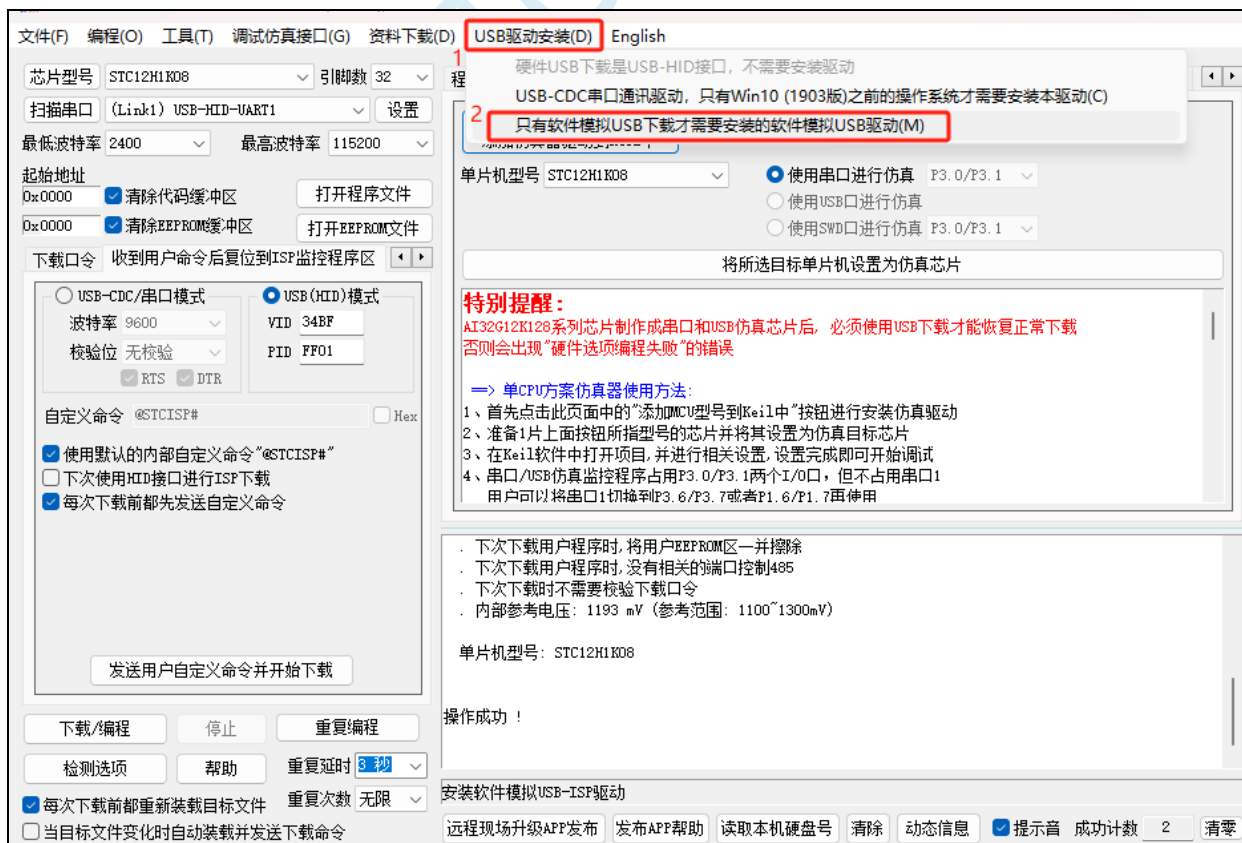 文件(F) 编程(O) 工具(T) 调试仿真接口(G) 资料下载(D) USB驱动安装(D) English
1
硬件USB下载是USB-HID接口，不需要安装驱动
USB-CDC串口通讯驱动，只有Win10 (1903版)之前的操作系统才需要安装本驱动(C)
2
只有软件模拟USB下载才需要安装的软件模拟USB驱动(M)
芯片型号 STC12H1K08 引脚数 32
扫描串口 (Link1) USB-HID-UART1 设置
最低波特率 2400 最高波特率 115200
起始地址
0x0000 清除代码缓冲区 打开程序文件
0x0000 清除EEPROM缓冲区 打开EEPROM文件
下载口令 收到用户命令后复位到ISP监控程序区
USB-CDC/串口模式 USB(HID)模式
波特率 9600 VID 34BF
校验位 无校验 PID FF01
RTS DTR
自定义命令 @STCISP# Hex
使用默认的内部自定义命令"@STCISP#"
下次使用HID接口进行ISP下载
每次下载前都先发送自定义命令
发送用户自定义命令并开始下载
下载/编程 停止 重复编程
检测选项 帮助 重复延时 3 秒
每次下载前都重新装载目标文件 重复次数 无限
当目标文件变化时自动装载并发送下载命令
程
单片机型号 STC12H1K08 使用串口进行仿真 P3.0/P3.1
使用USB口进行仿真
使用SWD口进行仿真 P3.0/P3.1
将所选目标单片机设置为仿真芯片
特别提醒：
AI32G12K128系列芯片制作成串口和USB仿真芯片后，必须使用USB下载才能恢复正常下载
否则会出现"硬件选项编程失败"的错误
==> 单CPU方案仿真器使用方法:
1、首先点击此页面中的"添加MCU型号到Keil中"按钮进行安装仿真驱动
2、准备1片上面按钮所指型号的芯片并将其设置为仿真目标芯片
3、在Keil软件中打开项目,并进行相关设置,设置完成即可开始调试
4、串口/USB仿真监控程序占用P3.0/P3.1两个I/O口，但不占用串口1
用户可以将串口1切换到P3.6/P3.7或者P1.6/P1.7再使用
. 下次下载用户程序时,将用户EEPROM区一并擦除
. 下次下载用户程序时,没有相关的端口控制485
. 下次下载时不需要校验下载口令
. 内部参考电压: 1193 mV (参考范围: 1100~1300mV)
单片机型号: STC12H1K08
操作成功 !
安装软件模拟USB-ISP驱动
远程现场升级APP发布 发布APP帮助 读取本机硬盘号 清除 动态信息 提示音 成功计数 2 清零